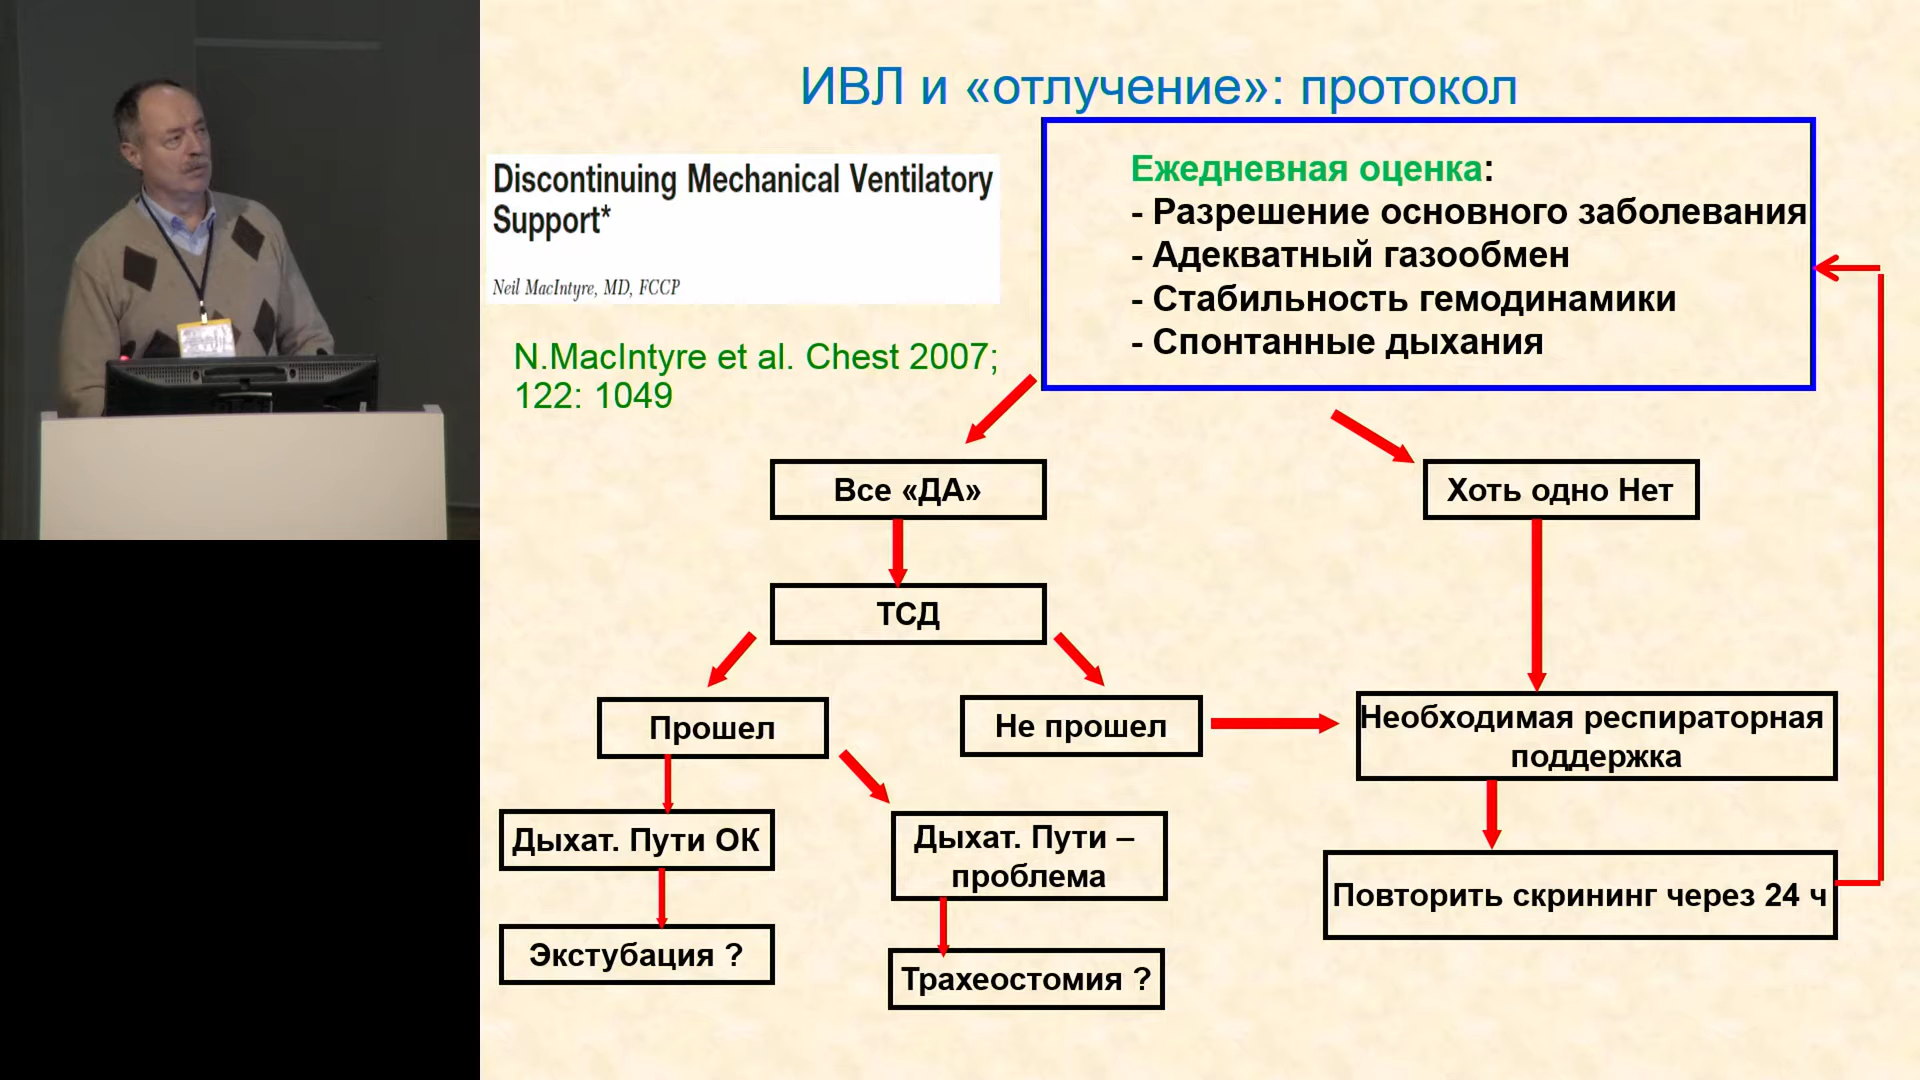 ИВЛ и «отлучение»: протокол
Discontinuing Mechanical Ventilatory
Support*
Neil MacIntyre, MD, FCCP
N.MacIntyre et al. Chest 2007;
122: 1049
Ежедневная оценка:
- Разрешение основного заболевания
- Адекватный газообмен
- Стабильность гемодинамики
- Спонтанные дыхания
Все «ДА»
Хоть одно Нет
ТСД
Прошел
Не прошел
Необходимая респираторная
поддержка
Дыхат. Пути ОК
Дыхат. Пути –
проблема
Повторить скрининг через 24 ч
Экстубация ?
Трахеостомия ?